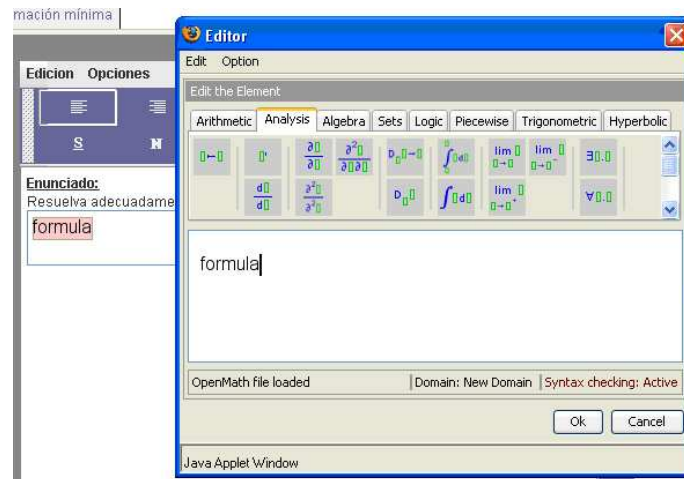 mación mínima
Edicion Opciones
S N
Enunciado:
Resuelva adecuadame
formula
Editor
Edit Option
Edit the Element
Arithmetic Analysis Algebra Sets Logic Piecewise Trigonometric Hyperbolic
lim lim
lim
formula
OpenMath file loaded Domain: New Domain Syntax checking: Active
Ok Cancel
Java Applet Window